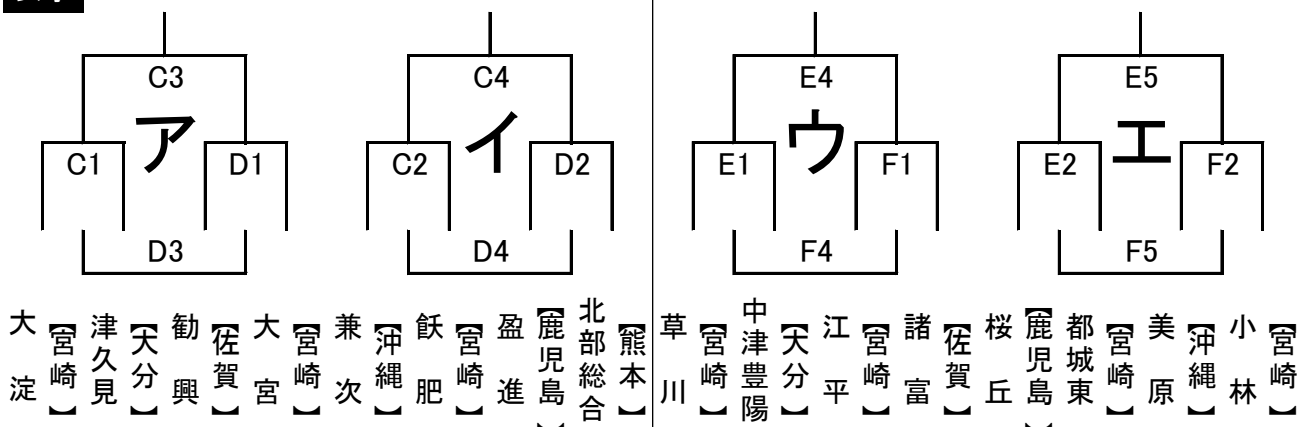 C3
C4
E4
E5
ア
イ
ウ
エ
C1
D1
C2
D2
E1
F1
E2
F2
D3
D4
F4
F5
大淀
【宮崎】
津久見
【大分】
勧興
【佐賀】
大宮
【宮崎】
兼次
【沖縄】
飫肥
【宮崎】
盈進
【鹿児島】
北部総合
【熊本】
草川
【宮崎】
中津豊陽
【大分】
江平
【宮崎】
諸富
【佐賀】
桜丘
【鹿児島】
都城東
【宮崎】
美原
【沖縄】
小林
【宮崎】